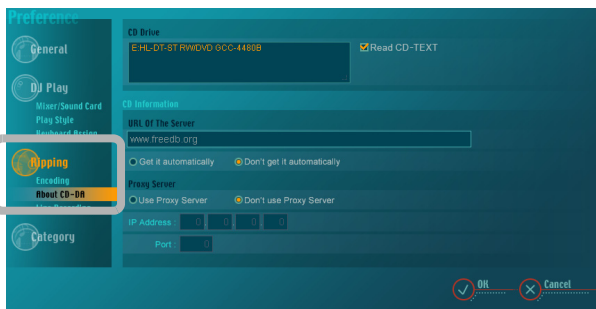 Preference
General
DJ Play
Mixer/Sound Card
Play Style
Keyboard Assign
Ripping
Encoding
About CD-DA
Live Recording
Category
CD Drive
E:HL-DT-ST RW/DVD GCC-4480B
Read CD-TEXT
CD Information
URL Of The Server
www.freedb.org
Get it automatically Don't get it automatically
Proxy Server
Use Proxy Server Don't use Proxy Server
IP Address : 0 0 0 0
Port : 0
OK Cancel